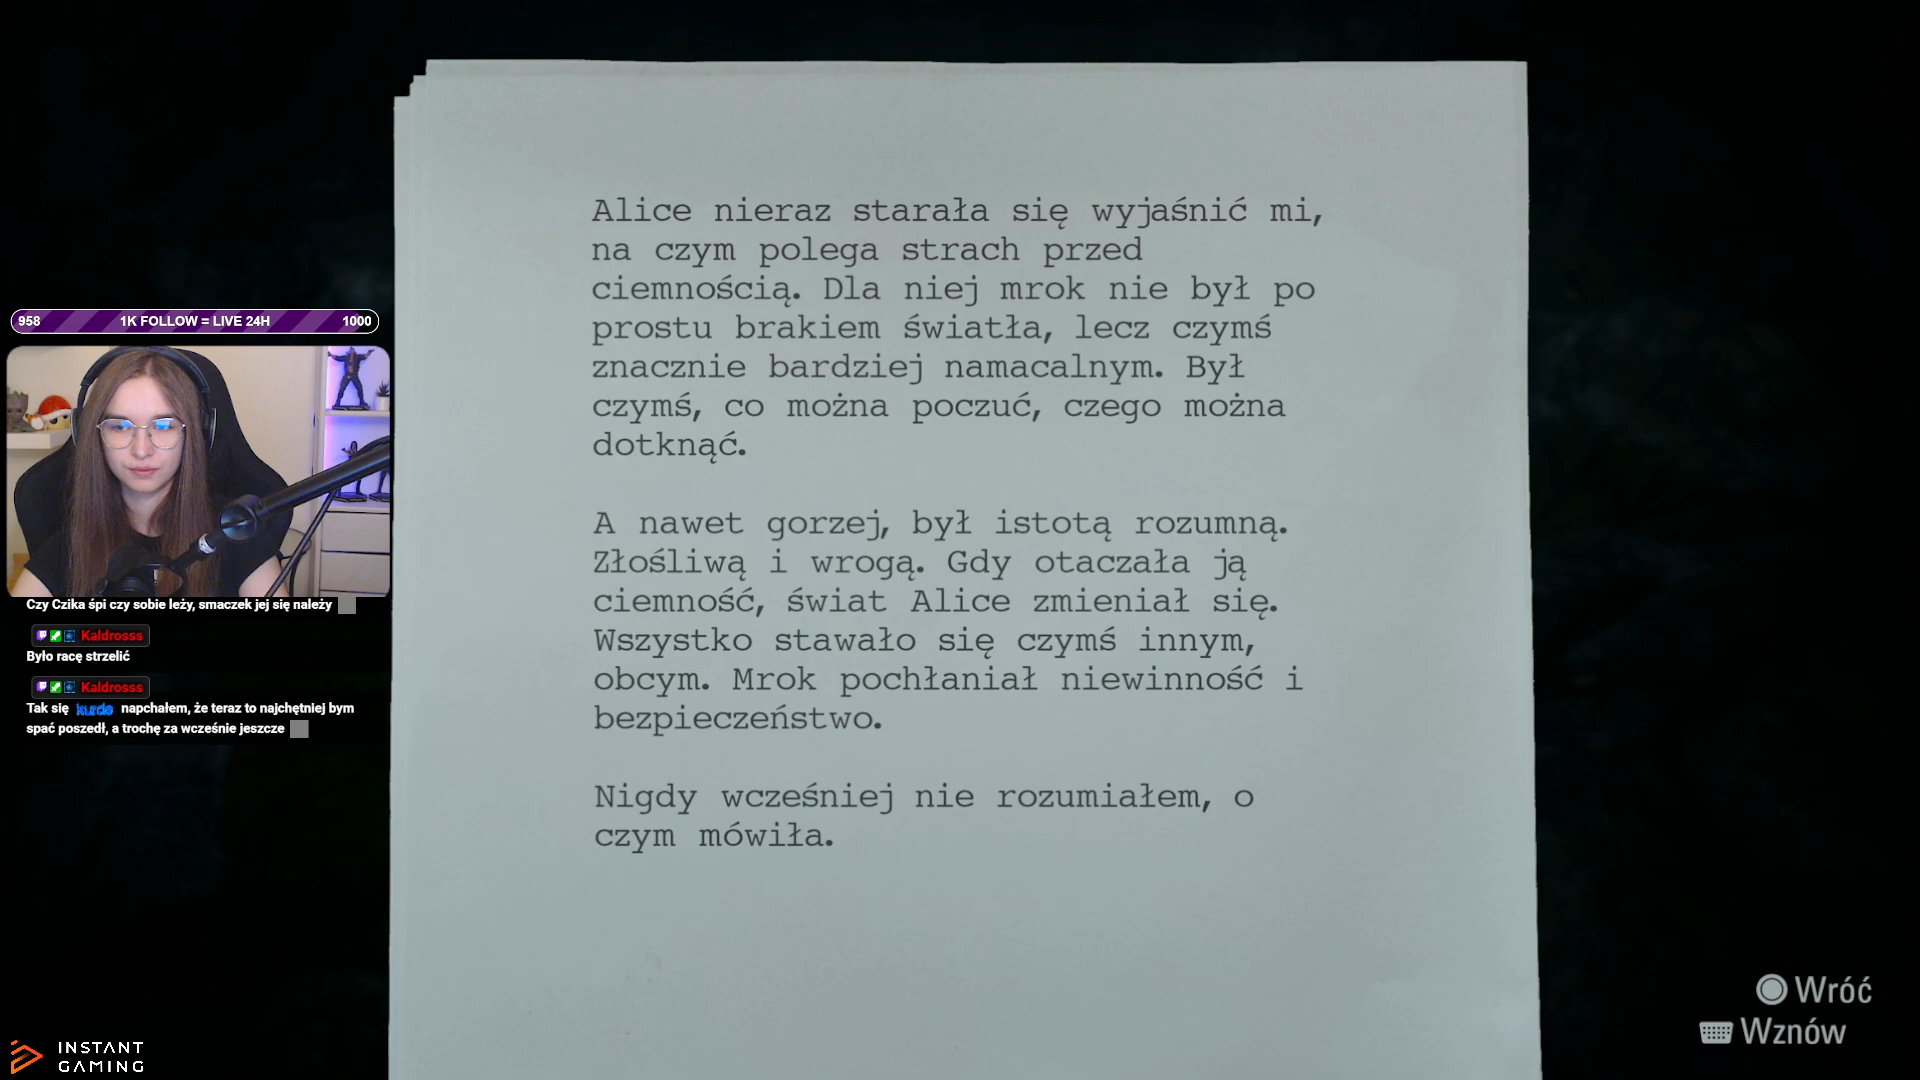 Alice nieraz starała się wyjaśnić mi,
na czym polega strach przed
ciemnością. Dla niej mrok nie był po
prostu brakiem światła, lecz czymś
znacznie bardziej namacalnym. Był
czymś, co można poczuć, czego można
dotknąć.
A nawet gorzej, był istotą rozumną.
Złośliwą i wrogą. Gdy otaczała ją
ciemność, świat Alice zmieniał się.
Wszystko stawało się czymś innym,
obcym. Mrok pochłaniał niewinność i
bezpieczeństwo.
Nigdy wcześniej nie rozumiałem, o
czym mówiła.
958 1K FOLLOW = LIVE 24H 1000
Czy Czika śpi czy sobie leży, smaczek jej się należy
Kaldrosss
Było racę strzelić
Kaldrosss
Tak się kurde napchałem, że teraz to najchętniej bym
spać poszedł, a trochę za wcześnie jeszcze
INSTANT
GAMING
Wróć
Wznów